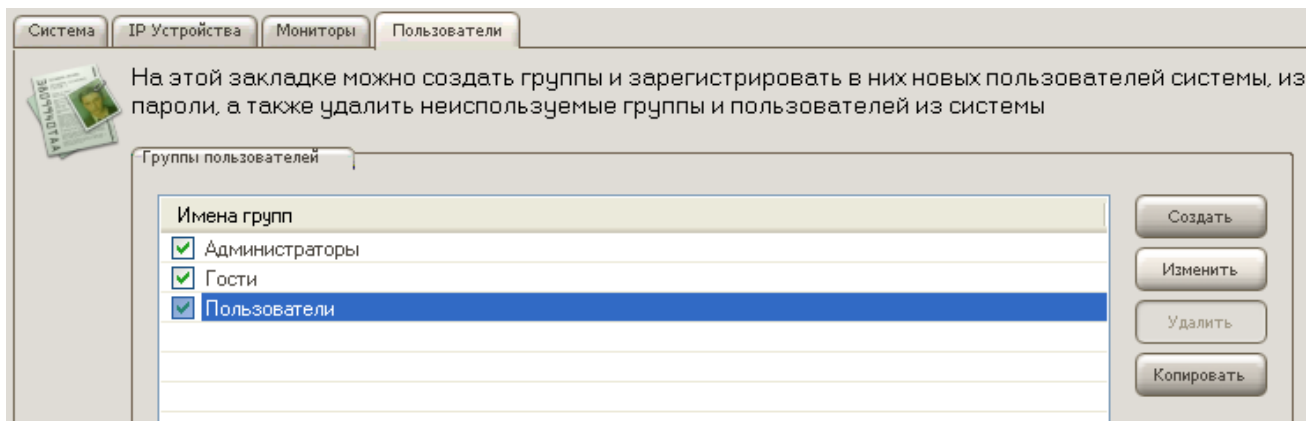 Система IP Устройства Мониторы Пользователи
На этой закладке можно создать группы и зарегистрировать в них новых пользователей системы, из
пароли, а также удалить неиспользуемые группы и пользователей из системы
Группы пользователей
Имена групп
Администраторы
Гости
Пользователи
Создать
Изменить
Удалить
Копировать